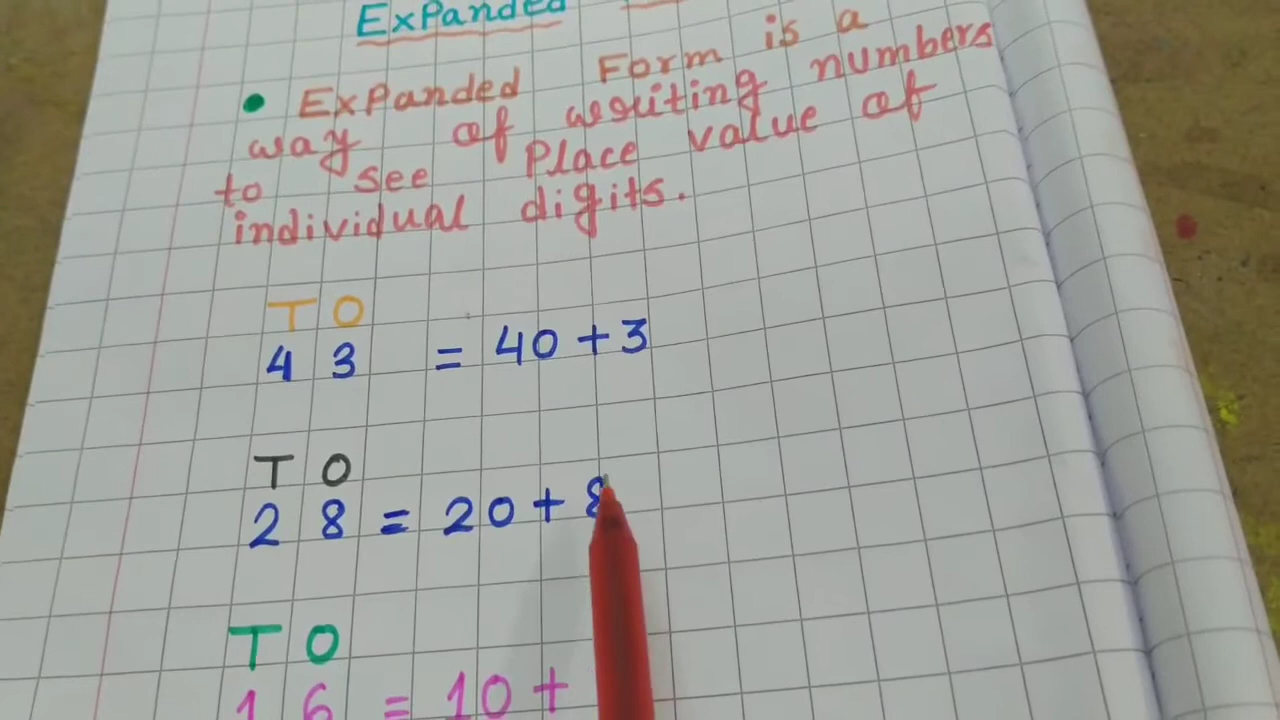 Expanded
• Expanded Form is a
way of writing numbers
to see Place value of
individual digits.
T O
4 3 = 40 + 3
T O
2 8 = 20 + 8
T O
1 6 = 10 +